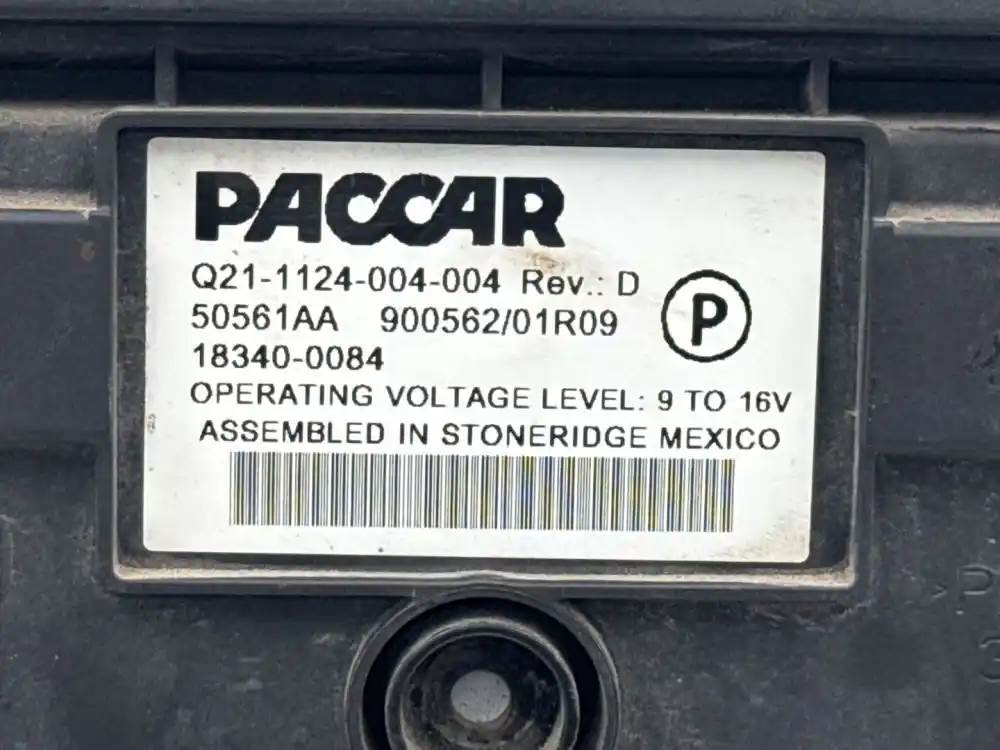 PACCAR
Q21-1124-004-004 Rev.: D
50561AA 900562/01R09
P
18340-0084
OPERATING VOLTAGE LEVEL: 9 TO 16V
ASSEMBLED IN STONERIDGE MEXICO